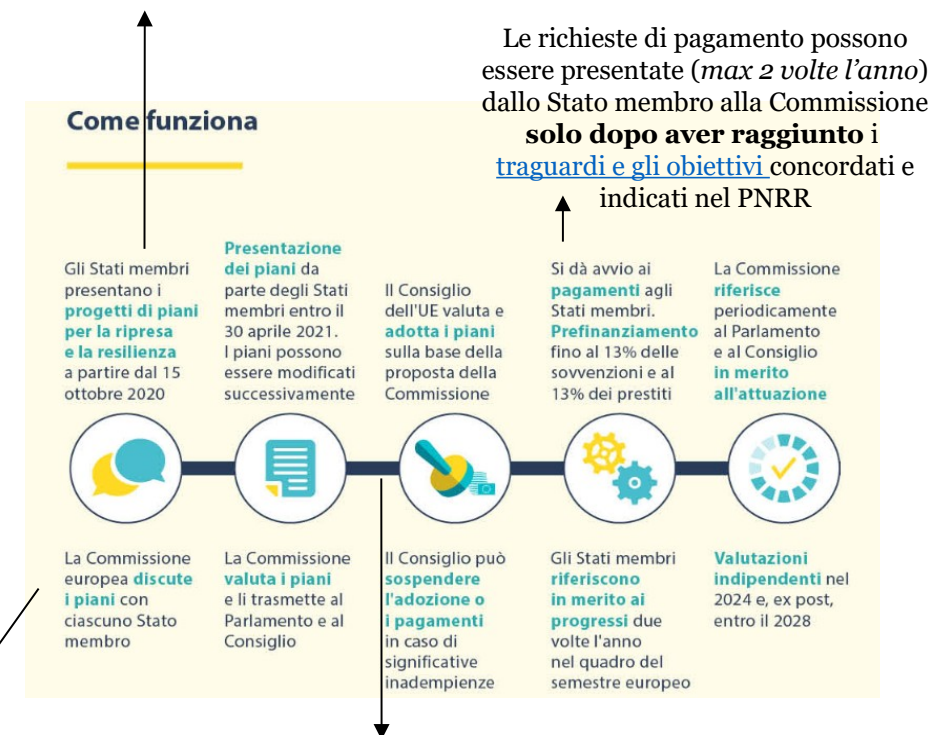 Le richieste di pagamento possono
essere presentate (max 2 volte l'anno)
dallo Stato membro alla Commissione
solo dopo aver raggiunto i
traguardi e gli obiettivi concordati e
indicati nel PNRR
Come funziona
Gli Stati membri
presentano i
progetti di piani
per la ripresa
e la resilienza
a partire dal 15
ottobre 2020
Presentazione
dei piani da
parte degli Stati
membri entro il
30 aprile 2021.
I piani possono
essere modificati
successivamente
Il Consiglio
dell'UE valuta e
adotta i piani
sulla base della
proposta della
Commissione
Si dà avvio ai
pagamenti agli
Stati membri.
Prefinanziamento
fino al 13% delle
sovvenzioni e al
13% dei prestiti
La Commissione
riferisce
periodicamente
al Parlamento
e al Consiglio
in merito
all'attuazione
La Commissione
europea discute
i piani con
ciascuno Stato
membro
La Commissione
valuta i piani
e li trasmette al
Parlamento e al
Consiglio
Il Consiglio può
sospendere
l'adozione o
i pagamenti
in caso di
significative
inadempienze
Gli Stati membri
riferiscono
in merito ai
progressi due
volte l'anno
nel quadro del
semestre europeo
Valutazioni
indipendenti nel
2024 e, ex post,
entro il 2028